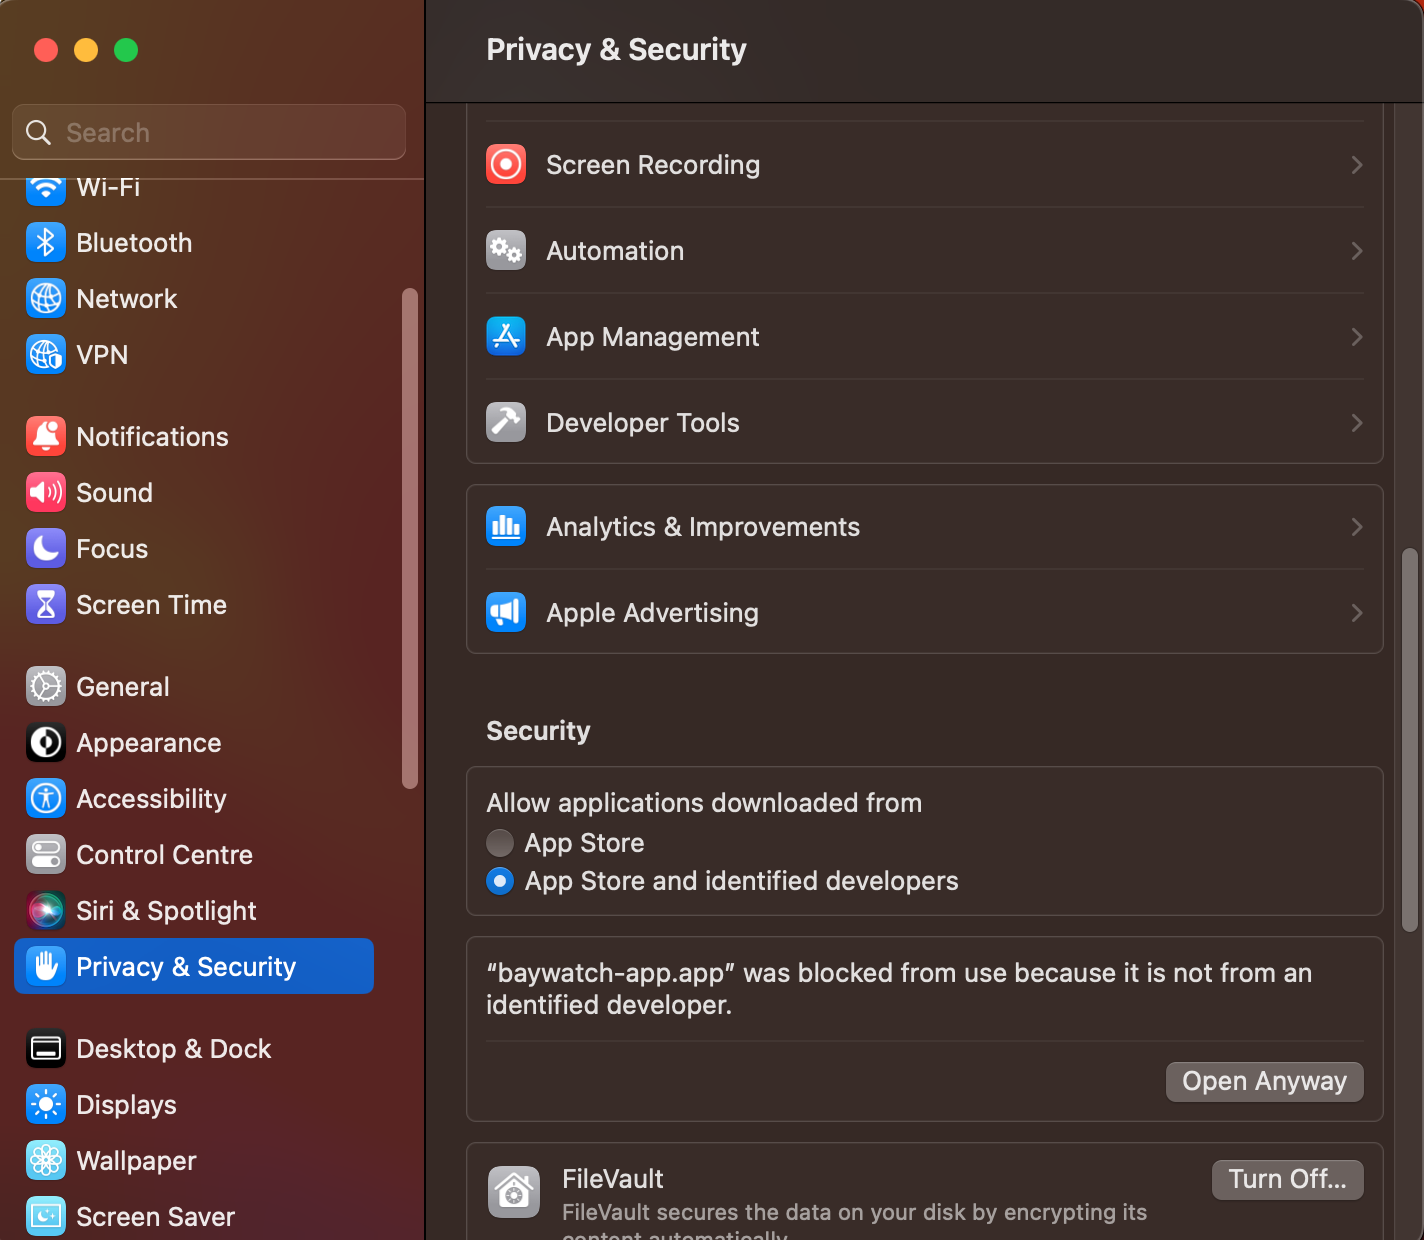 Search
Wi-Fi
Bluetooth
Network
VPN
Notifications
Sound
Focus
Screen Time
General
Appearance
Accessibility
Control Centre
Siri & Spotlight
Privacy & Security
Desktop & Dock
Displays
Wallpaper
Screen Saver
Privacy & Security
Screen Recording
Automation
App Management
Developer Tools
Analytics & Improvements
Apple Advertising
Security
Allow applications downloaded from
App Store
App Store and identified developers
“baywatch-app.app” was blocked from use because it is not from an
identified developer.
Open Anyway
FileVault
Turn Off...
FileVault secures the data on your disk by encrypting its
content automatically